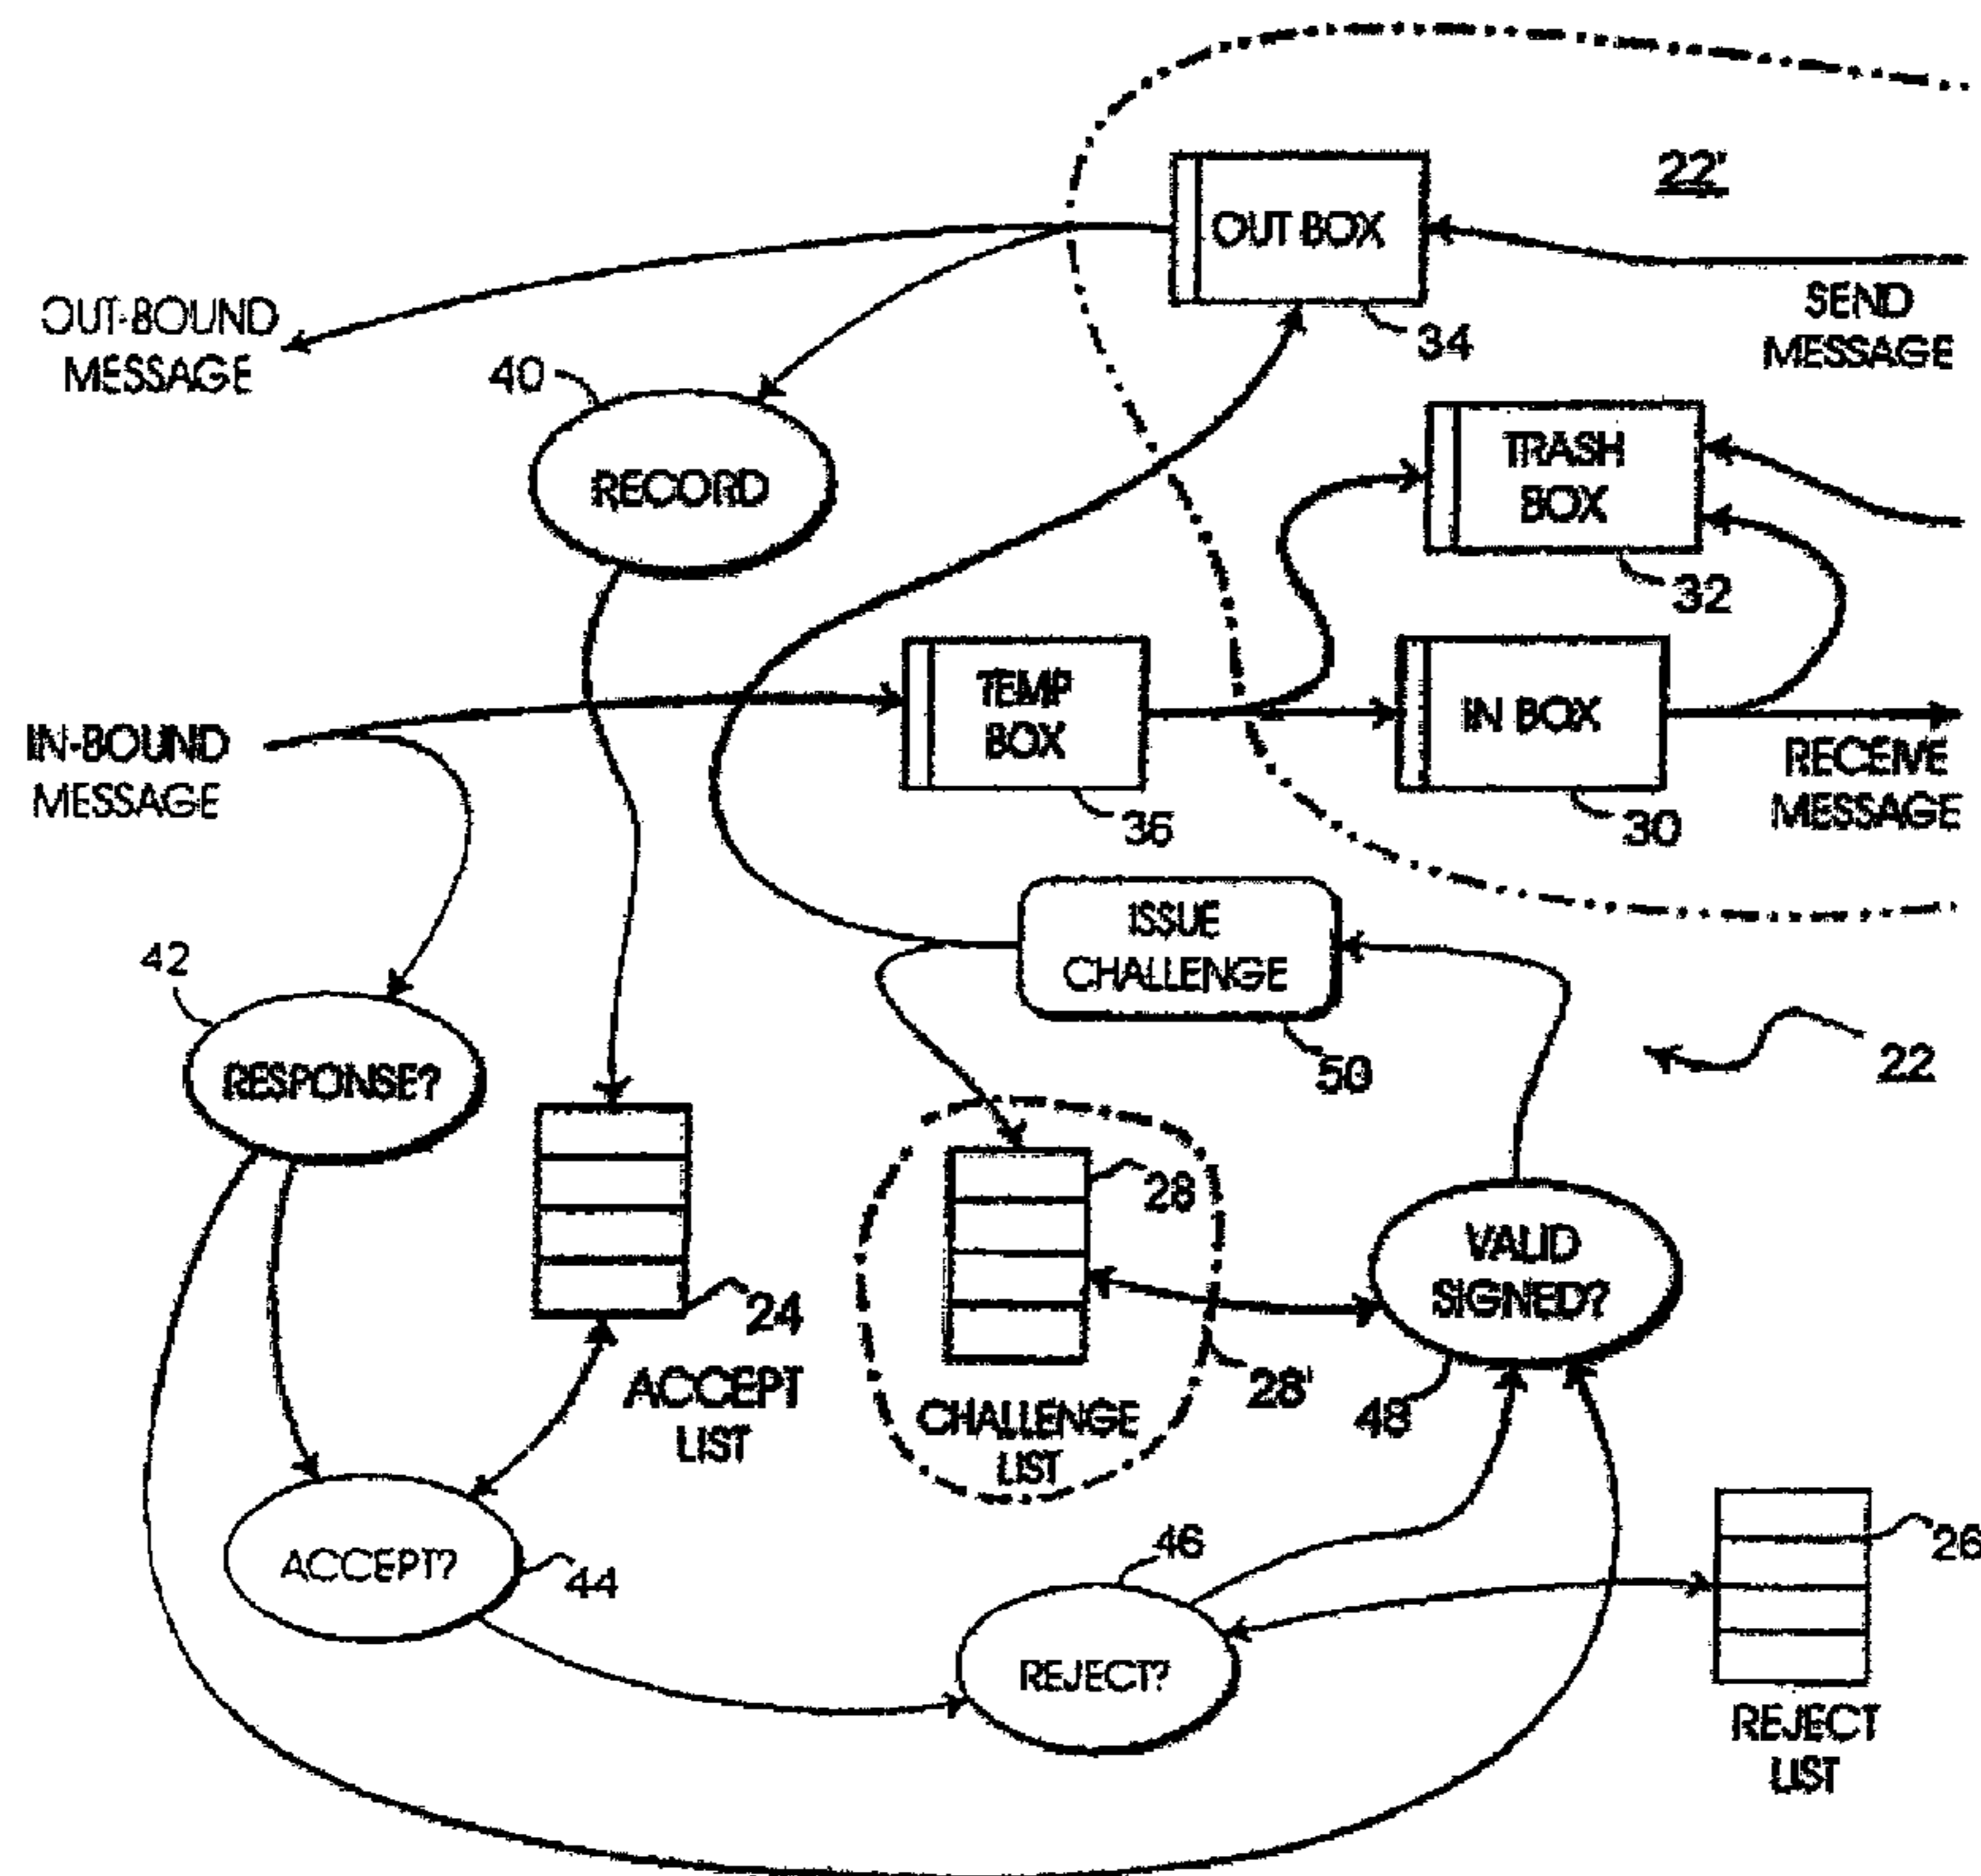 22'
OUT BOX
34
SEND
MESSAGE
OUT-BOUND
MESSAGE
40
RECORD
TRASH
BOX
32
IN-BOUND
MESSAGE
TEMP
BOX
36
IN BOX
30
RECEIVE
MESSAGE
ISSUE
CHALLENGE
50
42
RESPONSE?
22
24
ACCEPT
LIST
28
CHALLENGE
LIST
28'
VALID
SIGNED?
48
ACCEPT?
44
46
REJECT?
26
REJECT
LIST